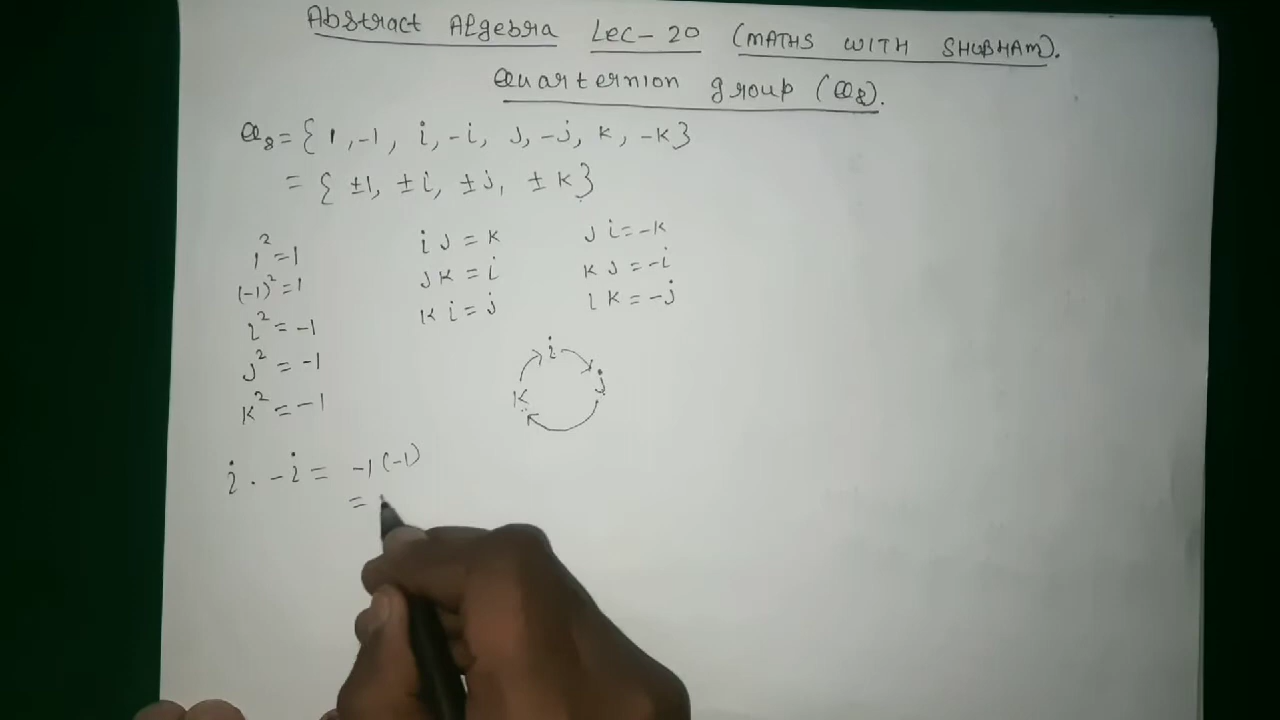 Abstract Algebra Lec-20 (MATHS WITH SHUBHAM).
Quarternion group (Q8).
Q8 = {1, -1, i, -i, j, -j, k, -k}
= {±1, ±i, ±j, ±k}
1² = 1
(-1)² = 1
i² = -1
j² = -1
k² = -1
ij = k
jk = i
ki = j
ji = -k
kj = -i
ik = -j
i
j
k
i · -i = -1(-1)
=